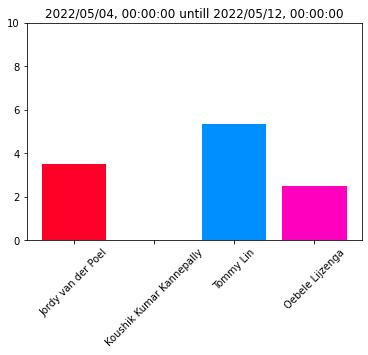 2022/05/04, 00:00:00 untill 2022/05/12, 00:00:00
10
8
6
4
2
0
Jordy van der Poel
Koushik Kumar Kannepally
Tommy Lin
Oebele Lijzenga